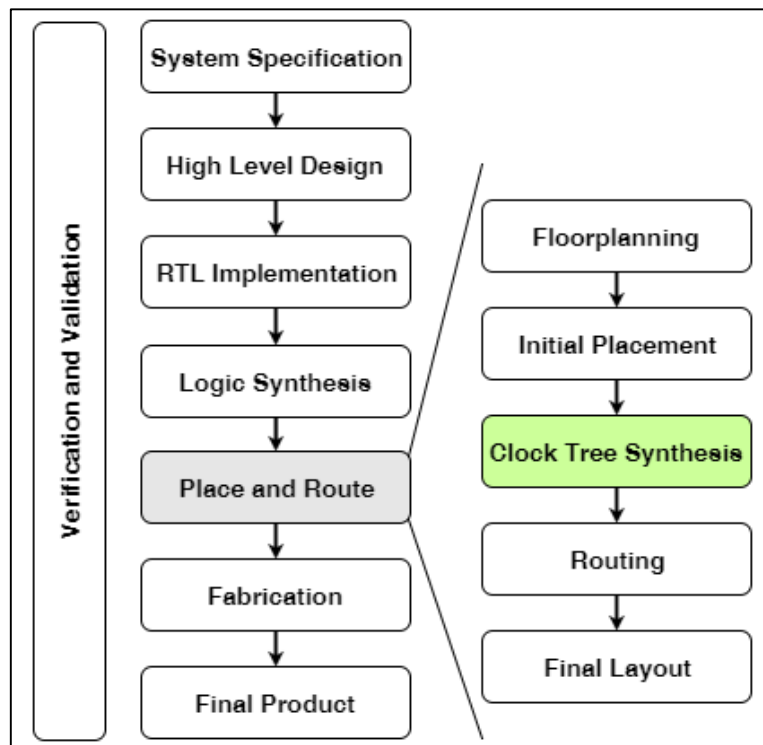 Verification and Validation
System Specification
High Level Design
RTL Implementation
Logic Synthesis
Place and Route
Fabrication
Final Product
Floorplanning
Initial Placement
Clock Tree Synthesis
Routing
Final Layout